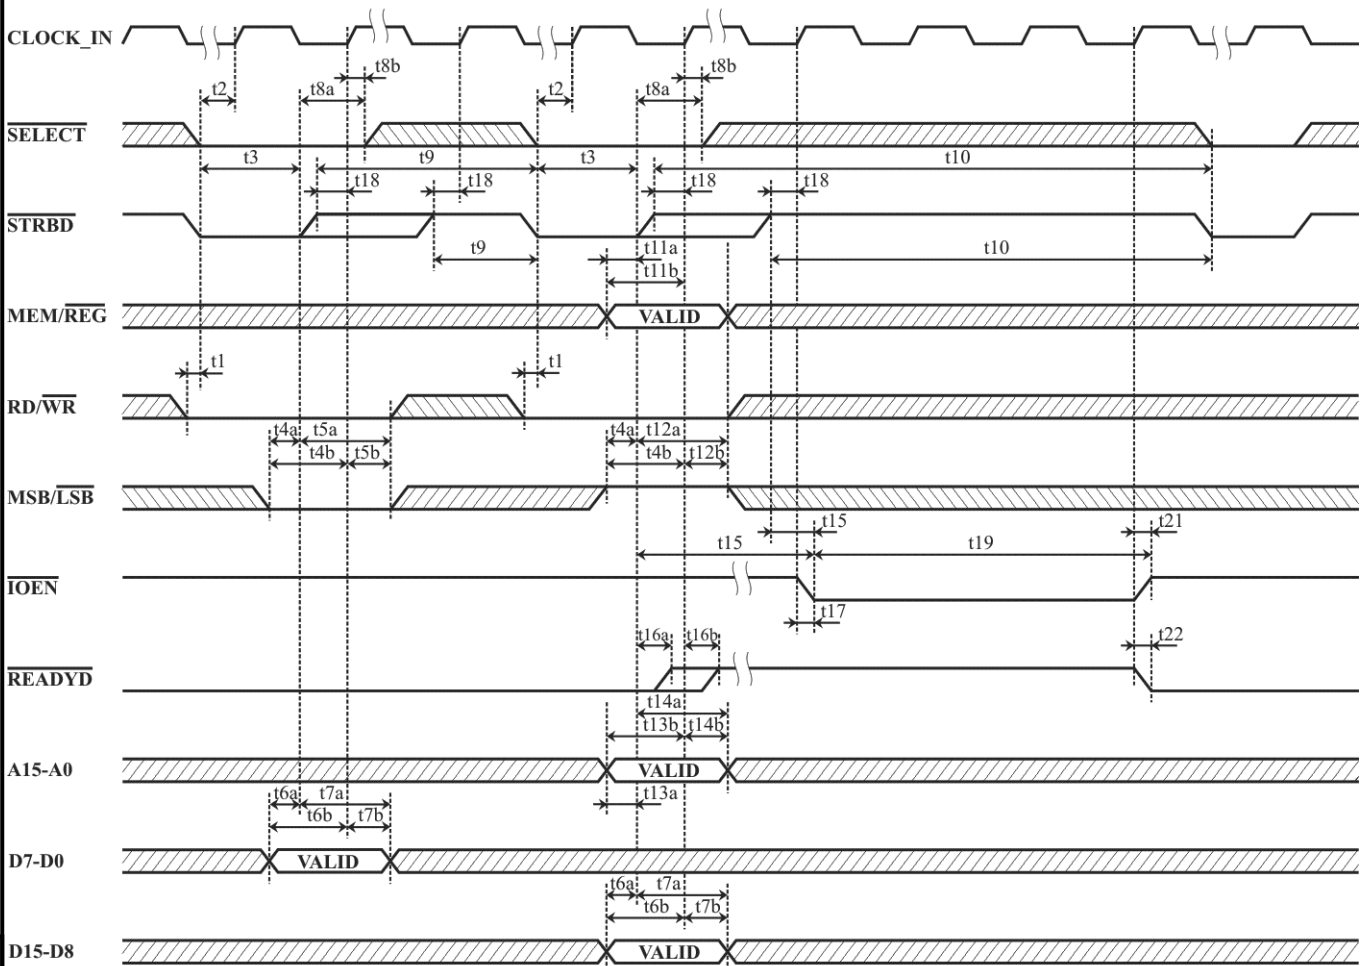 CLOCK_IN
t8b t8b
t2 t8a t2 t8a
SELECT
t3 t9 t3 t10
t18 t18 t18 t18
STRBD
t9 t11a t10
t11b
MEM/REG VALID
t1 t1
RD/WR
t4a t5a t4a t12a
t4b t5b t4b t12b
MSB/LSB
t15 t21
t15 t19
IOEN
t17
t16a t16b t22
READYD
t14a
t13b t14b
A15-A0 VALID
t6a t7a t13a
t6b t7b
D7-D0 VALID
t6a t7a
t6b t7b
D15-D8 VALID